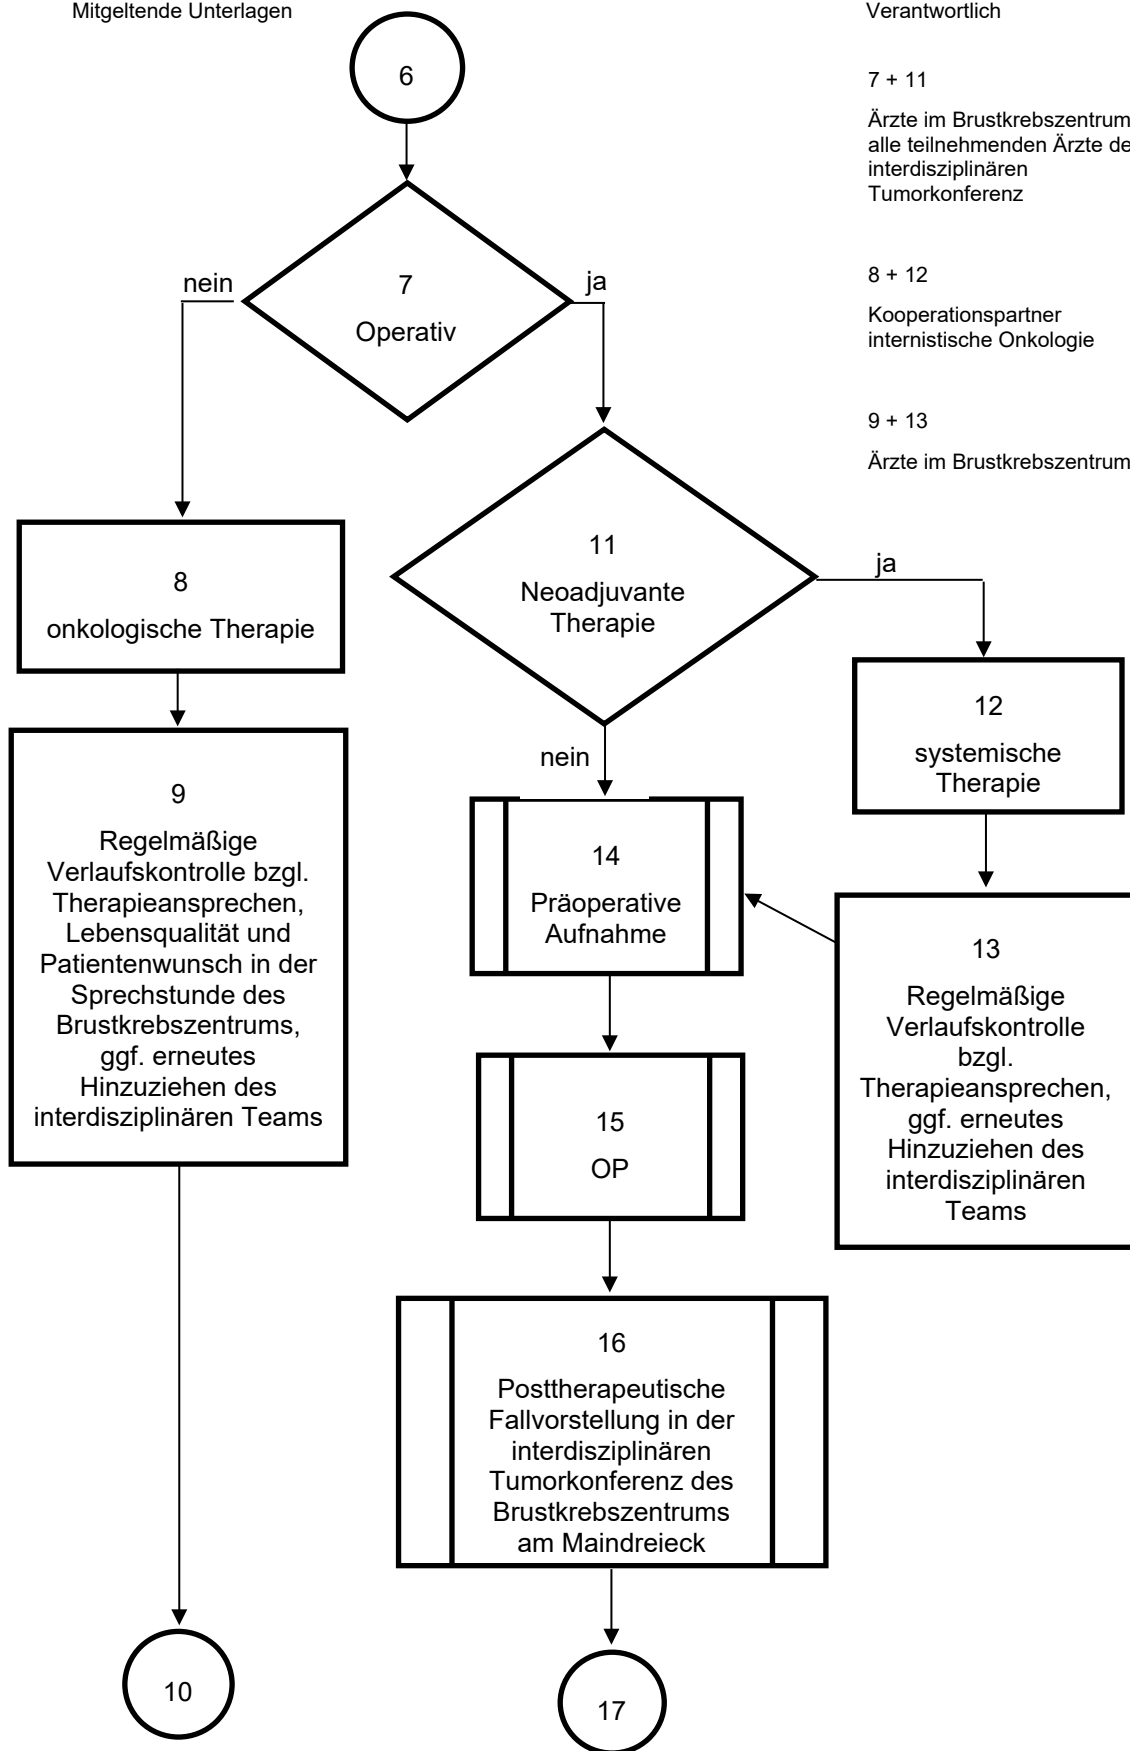 Mitgeltende Unterlagen
Verantwortlich
6
7 + 11
Ärzte im Brustkrebszentrum
alle teilnehmenden Ärzte de
interdisziplinären
Tumorkonferenz
nein
7
Operativ
ja
8 + 12
Kooperationspartner
internistische Onkologie
9 + 13
Ärzte im Brustkrebszentrum
8
onkologische Therapie
11
Neoadjuvante
Therapie
ja
nein
12
systemische
Therapie
9
Regelmäßige
Verlaufskontrolle bzgl.
Therapieansprechen,
Lebensqualität und
Patientenwunsch in der
Sprechstunde des
Brustkrebszentrums,
ggf. erneutes
Hinzuziehen des
interdisziplinären Teams
14
Präoperative
Aufnahme
13
Regelmäßige
Verlaufskontrolle
bzgl.
Therapieansprechen,
ggf. erneutes
Hinzuziehen des
interdisziplinären
Teams
15
OP
16
Posttherapeutische
Fallvorstellung in der
interdisziplinären
Tumorkonferenz des
Brustkrebszentrums
am Maindreieck
10
17